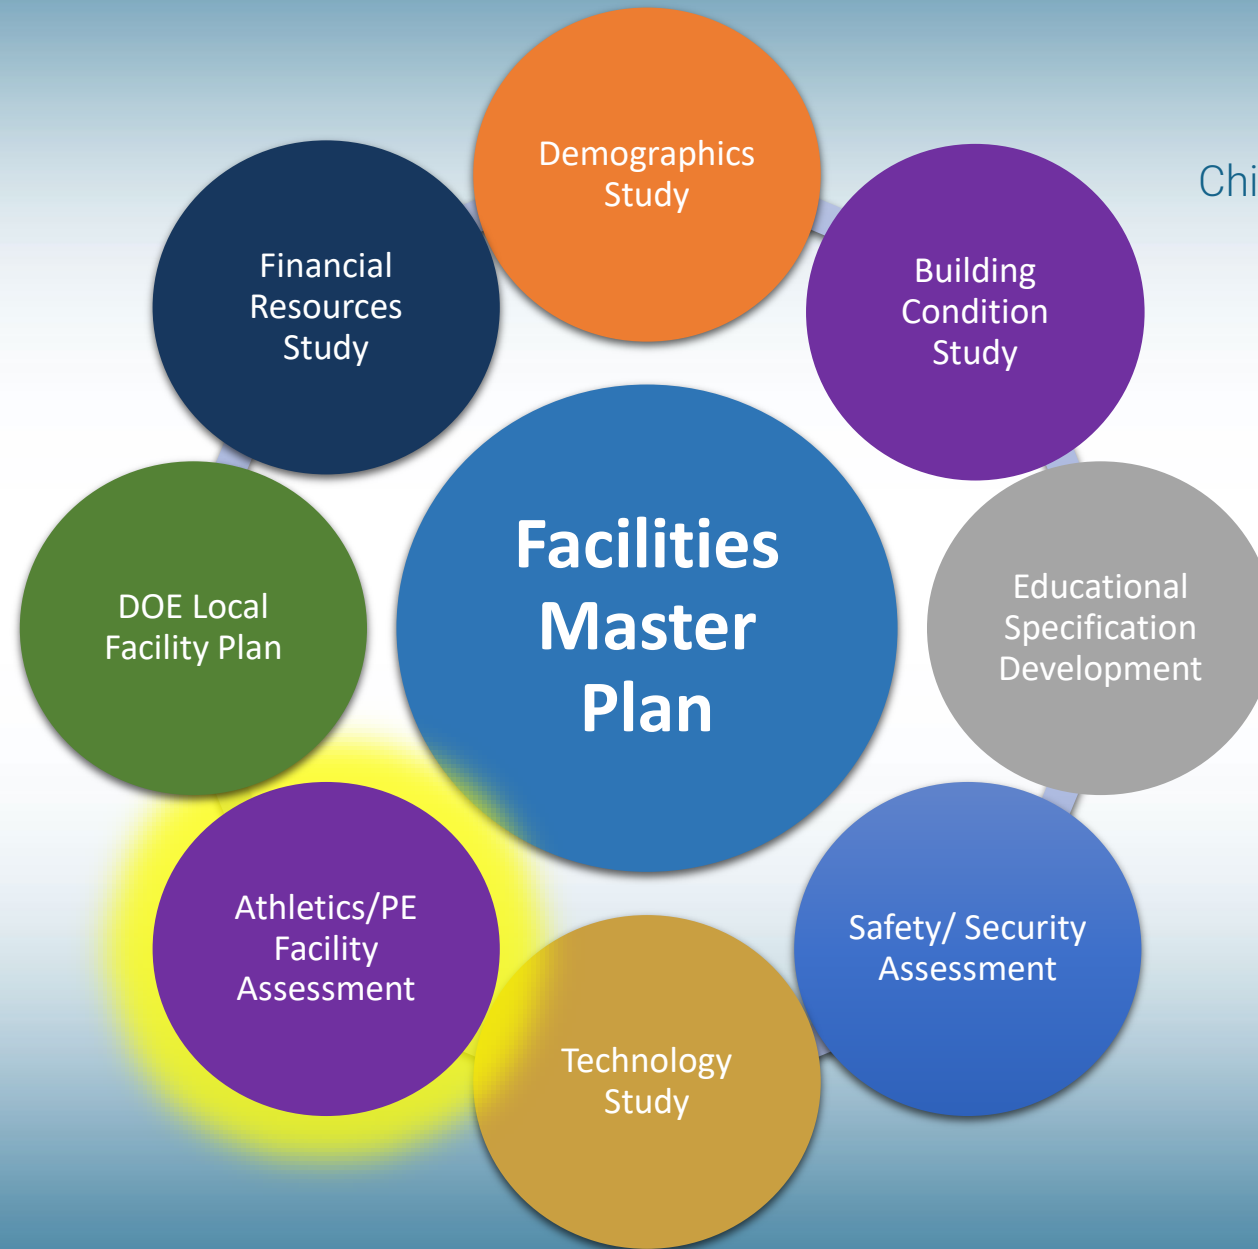 Demographics
Study
Chi
Building
Condition
Study
Educational
Specification
Development
Safety/ Security
Assessment
Technology
Study
Athletics/PE
Facility
Assessment
DOE Local
Facility Plan
Financial
Resources
Study
Facilities
Master
Plan